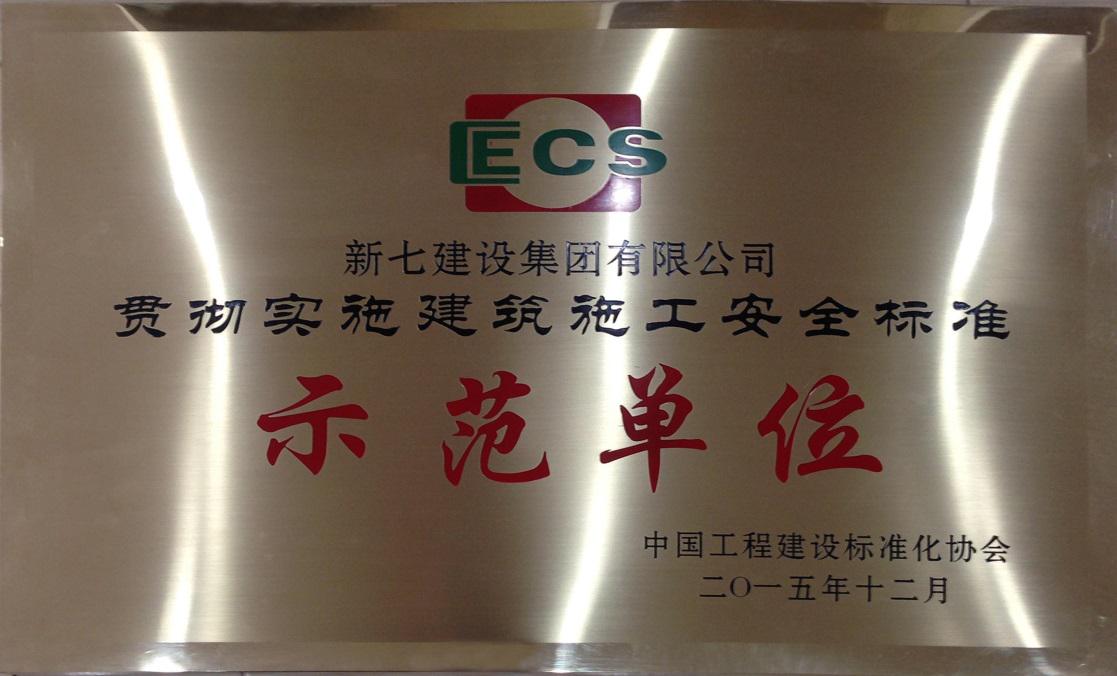 CECS
新七建设集团有限公司
贯彻实施建筑施工安全标准
示范单位
中国工程建设标准化协会
二〇一五年十二月